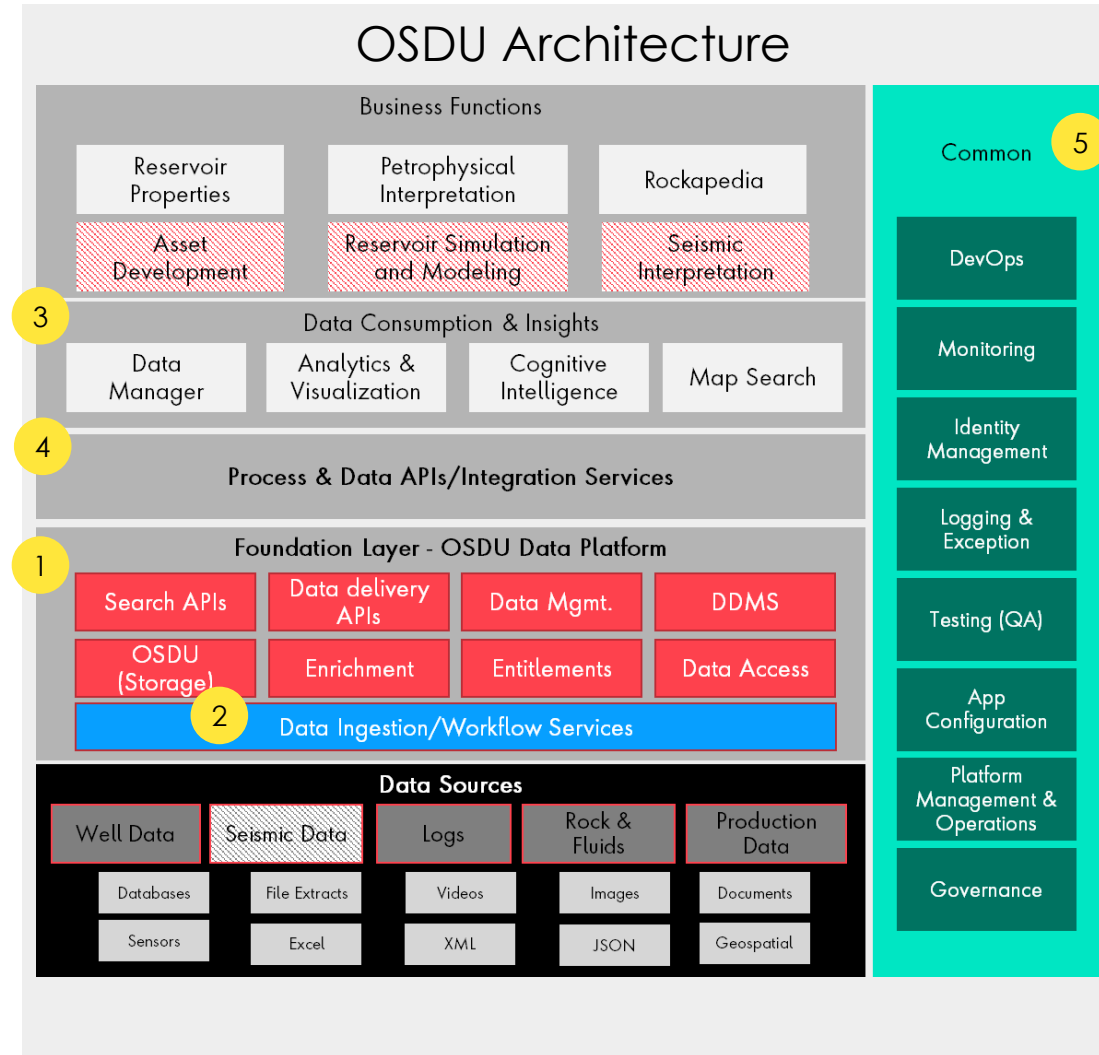 OSDU Architecture
Business Functions
Reservoir
Properties
Petrophysical
Interpretation
Rockapedia
Asset
Development
Reservoir Simulation
and Modeling
Seismic
Interpretation
3
Data Consumption & Insights
Data
Manager
Analytics &
Visualization
Cognitive
Intelligence
Map Search
4
Process & Data APIs/Integration Services
1
Foundation Layer - OSDU Data Platform
Search APIs
Data delivery
APIs
Data Mgmt.
DDMS
OSDU
(Storage)
Enrichment
Entitlements
Data Access
2
Data Ingestion/Workflow Services
Data Sources
Well Data
Seismic Data
Logs
Rock &
Fluids
Production
Data
Databases
File Extracts
Videos
Images
Documents
Sensors
Excel
XML
JSON
Geospatial
Common
5
DevOps
Monitoring
Identity
Management
Logging &
Exception
Testing (QA)
App
Configuration
Platform
Management &
Operations
Governance